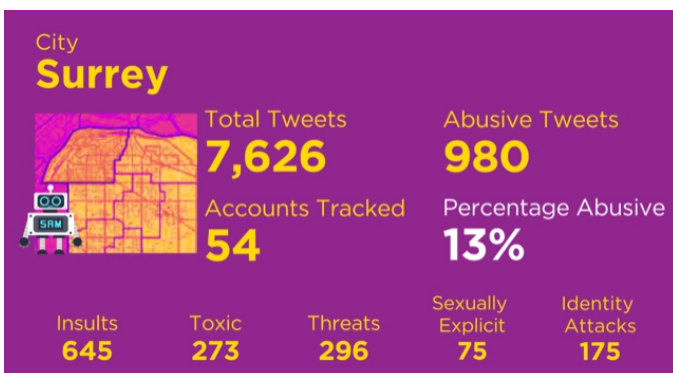 City
Surrey
Total Tweets
7,626
Abusive Tweets
980
Accounts Tracked
54
Percentage Abusive
13%
SAM
Insults
645
Toxic
273
Threats
296
Sexually
Explicit
75
Identity
Attacks
175